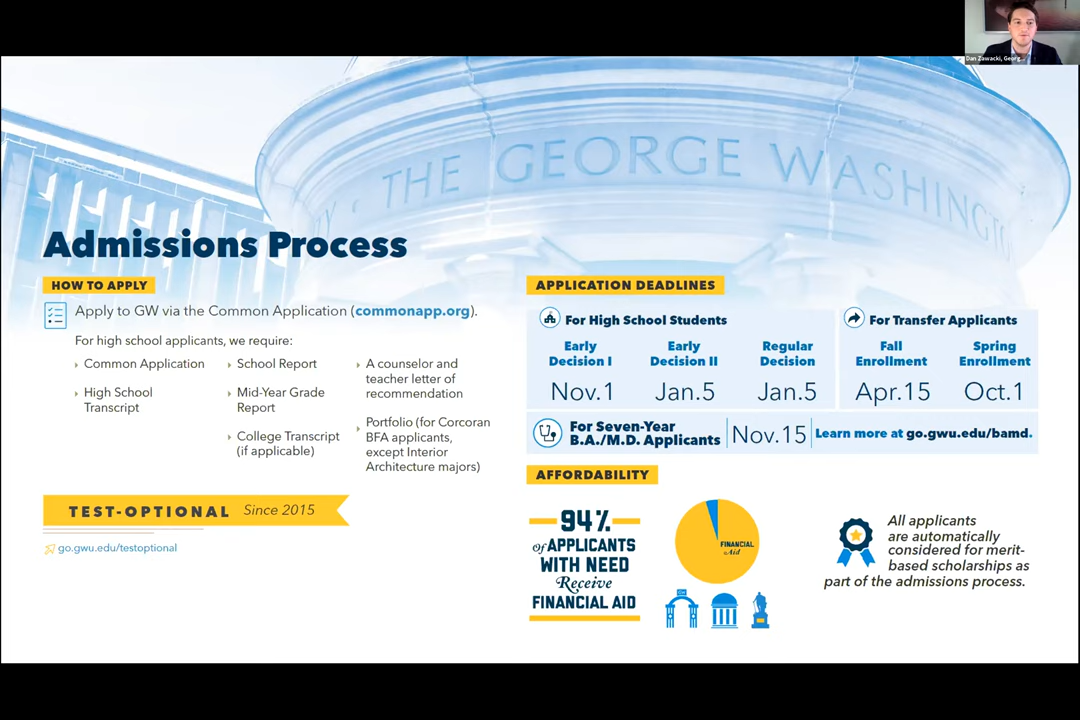 Dan Zawacki, Georg...
THE GEORGE WASHINGTON
Admissions Process
HOW TO APPLY
Apply to GW via the Common Application (commonapp.org).
For high school applicants, we require:
Common Application
High School
Transcript
School Report
Mid-Year Grade
Report
College Transcript
(if applicable)
A counselor and
teacher letter of
recommendation
Portfolio (for Corcoran
BFA applicants,
except Interior
Architecture majors)
TEST-OPTIONAL Since 2015
go.gwu.edu/testoptional
APPLICATION DEADLINES
For High School Students
Early
Decision I
Nov.1
Early
Decision II
Jan.5
Regular
Decision
Jan.5
For Transfer Applicants
Fall
Enrollment
Apr.15
Spring
Enrollment
Oct.1
For Seven-Year
B.A./M.D. Applicants
Nov.15
Learn more at go.gwu.edu/bamd.
AFFORDABILITY
94%
Of APPLICANTS
WITH NEED
Receive
FINANCIAL AID
FINANCIAL
Aid
All applicants
are automatically
considered for merit-
based scholarships as
part of the admissions process.